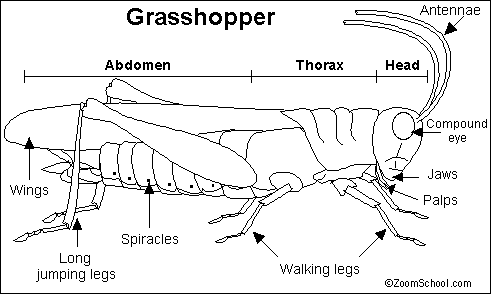 Grasshopper
Antennae
Abdomen
Thorax
Head
Compound
eye
Jaws
Palps
Wings
Spiracles
Long
jumping legs
Walking legs
©ZoomSchool.com